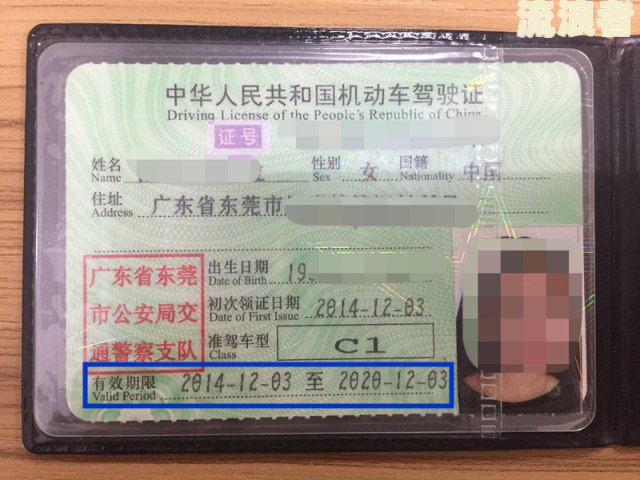 流浪者
中华人民共和国机动车驾驶证
Driving License of the People's Republic of China
证号
姓名
Name
性别 女 国籍 中国
Sex Nationality
住址 广东省东莞市
Address
广东省东莞
市公安局交
通警察支队
出生日期 19
Date of Birth
初次领证日期 2014-12-03
Date of First Issue
准驾车型 C1
Class
有效期限 2014-12-03 至 2020-12-03
Valid Period